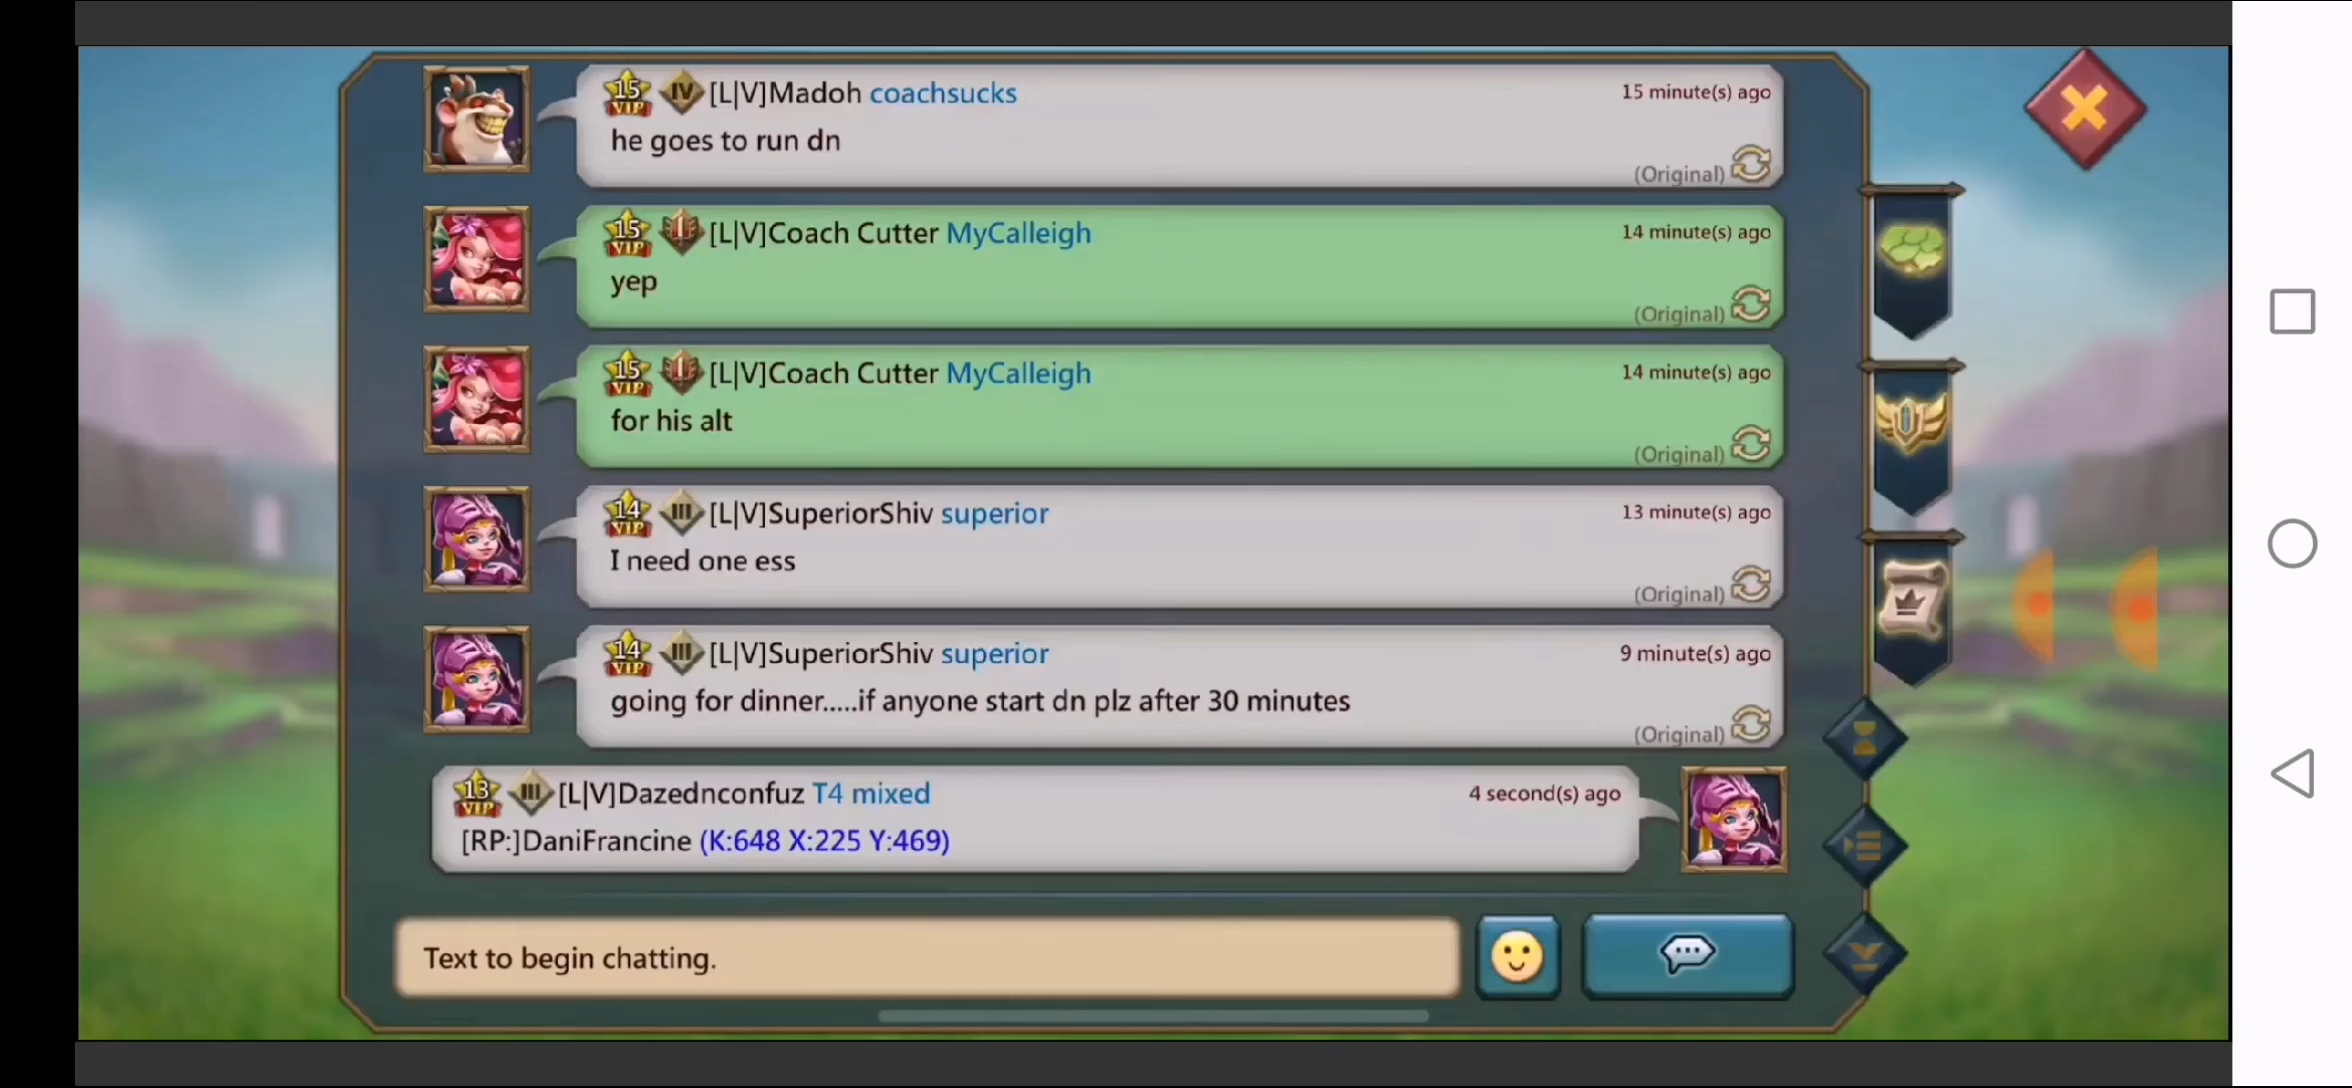 15 VIP IV [L|V]Madoh coachsucks 15 minute(s) ago
he goes to run dn
(Original)
15 VIP I [L|V]Coach Cutter MyCalleigh 14 minute(s) ago
yep
(Original)
15 VIP I [L|V]Coach Cutter MyCalleigh 14 minute(s) ago
for his alt
(Original)
14 VIP III [L|V]SuperiorShiv superior 13 minute(s) ago
I need one ess
(Original)
14 VIP III [L|V]SuperiorShiv superior 9 minute(s) ago
going for dinner.....if anyone start dn plz after 30 minutes
(Original)
13 VIP III [L|V]Dazednconfuz T4 mixed 4 second(s) ago
[RP:]DaniFrancine (K:648 X:225 Y:469)
Text to begin chatting.